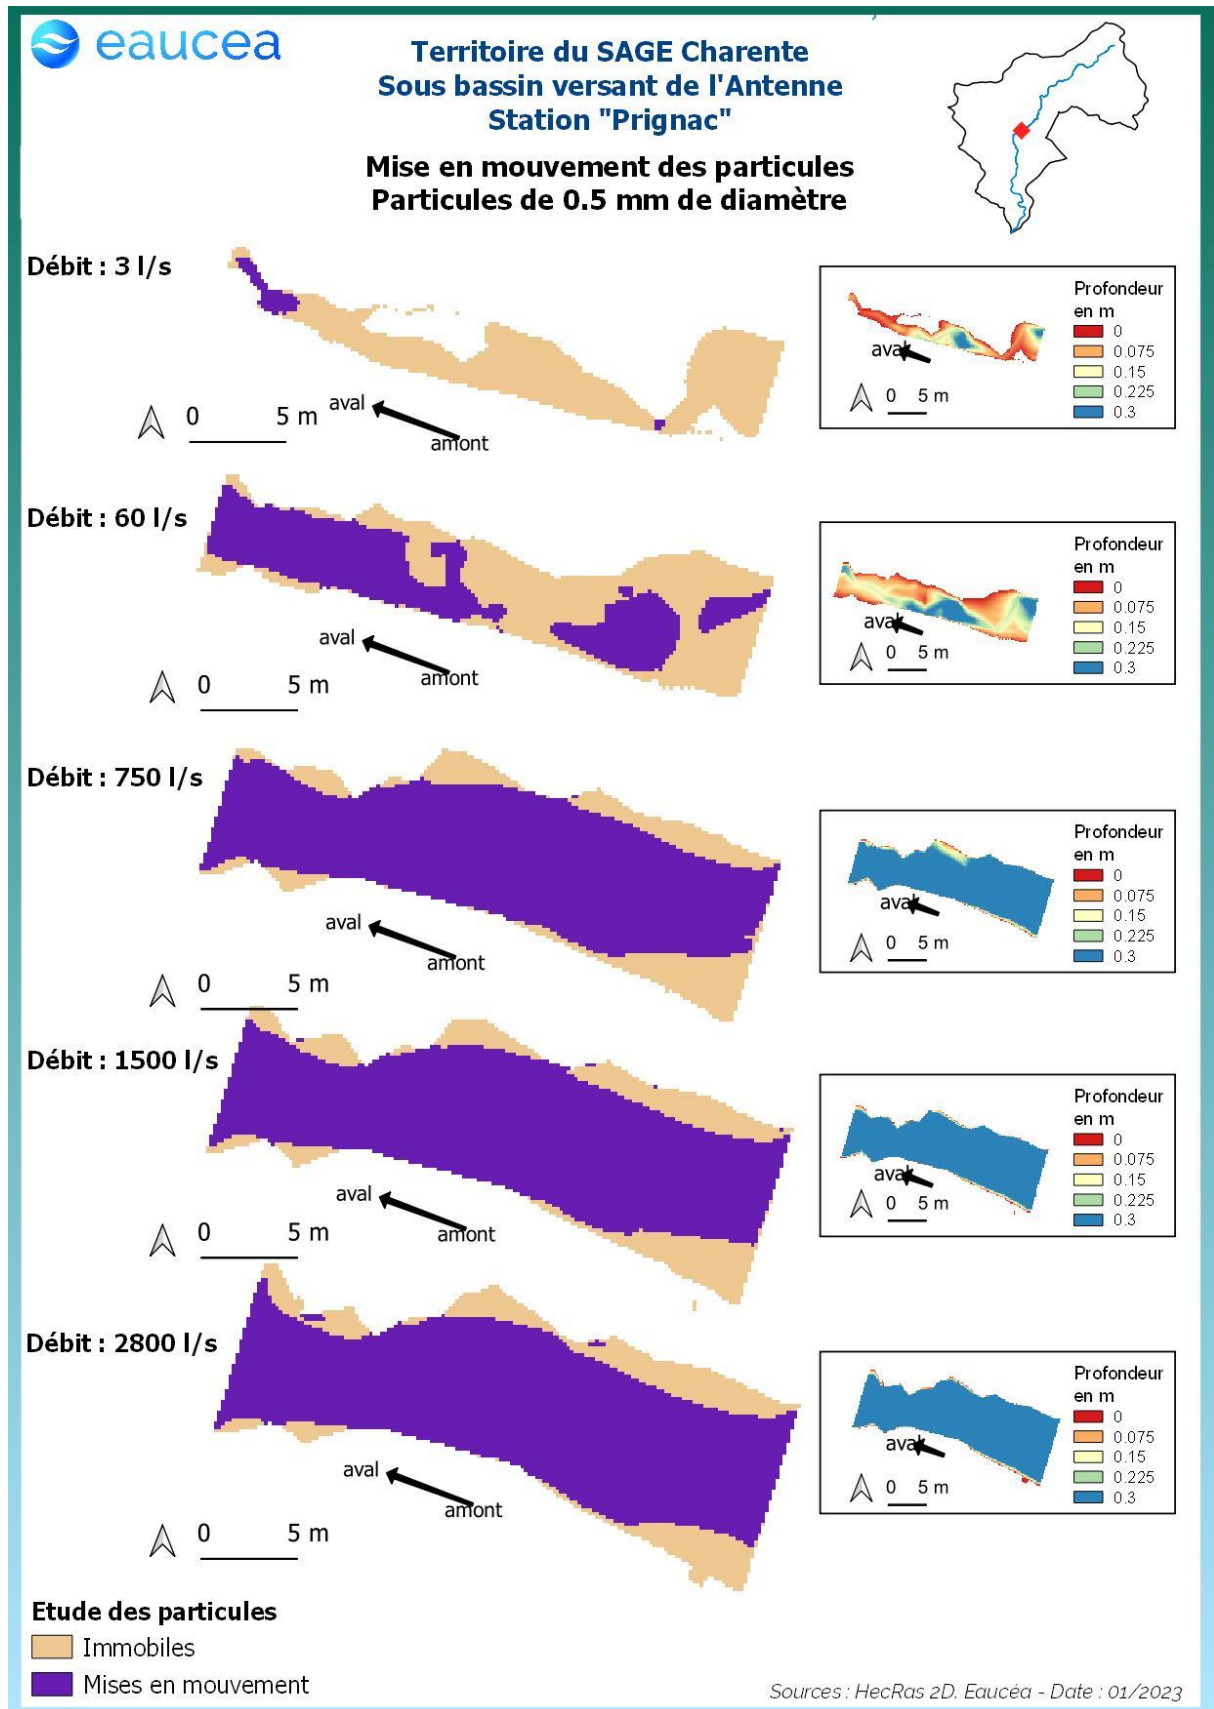 eaucea
Territoire du SAGE Charente
Sous bassin versant de l'Antenne
Station "Prignac"
Mise en mouvement des particules
Particules de 0.5 mm de diamètre
Débit : 3 l/s
0 5 m
aval
amont
Profondeur
en m
0
0.075
0.15
0.225
0.3
aval
0 5 m
Débit : 60 l/s
0 5 m
aval
amont
Profondeur
en m
0
0.075
0.15
0.225
0.3
aval
0 5 m
Débit : 750 l/s
0 5 m
aval
amont
Profondeur
en m
0
0.075
0.15
0.225
0.3
aval
0 5 m
Débit : 1500 l/s
0 5 m
aval
amont
Profondeur
en m
0
0.075
0.15
0.225
0.3
aval
0 5 m
Débit : 2800 l/s
0 5 m
aval
amont
Profondeur
en m
0
0.075
0.15
0.225
0.3
aval
0 5 m
Etude des particules
Immobiles
Mises en mouvement
Sources : HecRas 2D, Eaucéa - Date : 01/2023